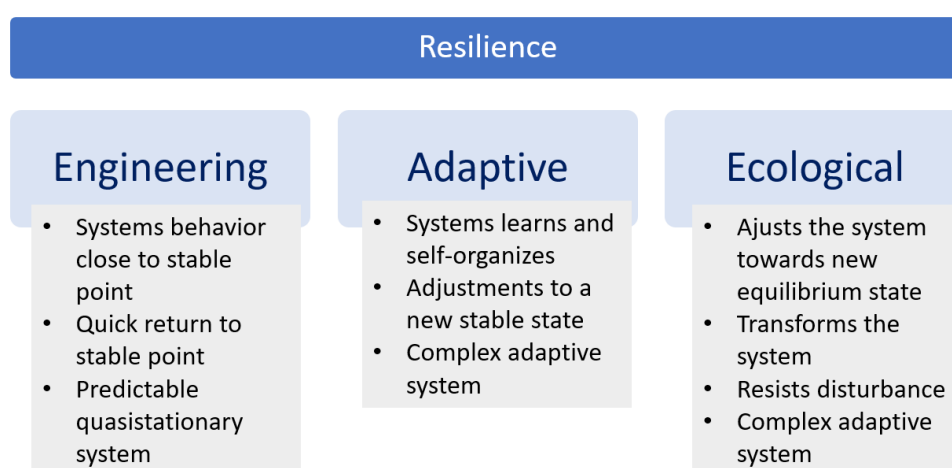 Resilience
Engineering
• Systems behavior
close to stable
point
• Quick return to
stable point
• Predictable
quasistationary
system
Adaptive
• Systems learns and
self-organizes
• Adjustments to a
new stable state
• Complex adaptive
system
Ecological
• Ajusts the system
towards new
equilibrium state
• Transforms the
system
• Resists disturbance
• Complex adaptive
system